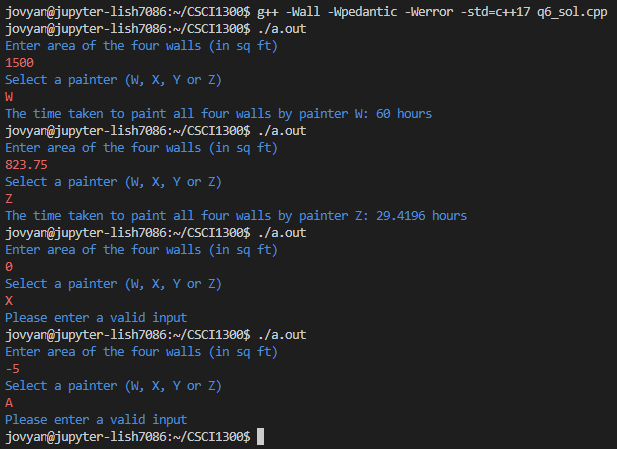 jovyan@jupyter-lish7086:~/CSCI1300$ g++ -Wall -Wpedantic -Werror -std=c++17 q6_sol.cpp
jovyan@jupyter-lish7086:~/CSCI1300$ ./a.out
Enter area of the four walls (in sq ft)
1500
Select a painter (W, X, Y or Z)
W
The time taken to paint all four walls by painter W: 60 hours
jovyan@jupyter-lish7086:~/CSCI1300$ ./a.out
Enter area of the four walls (in sq ft)
823.75
Select a painter (W, X, Y or Z)
Z
The time taken to paint all four walls by painter Z: 29.4196 hours
jovyan@jupyter-lish7086:~/CSCI1300$ ./a.out
Enter area of the four walls (in sq ft)
0
Select a painter (W, X, Y or Z)
X
Please enter a valid input
jovyan@jupyter-lish7086:~/CSCI1300$ ./a.out
Enter area of the four walls (in sq ft)
-5
Select a painter (W, X, Y or Z)
A
Please enter a valid input
jovyan@jupyter-lish7086:~/CSCI1300$